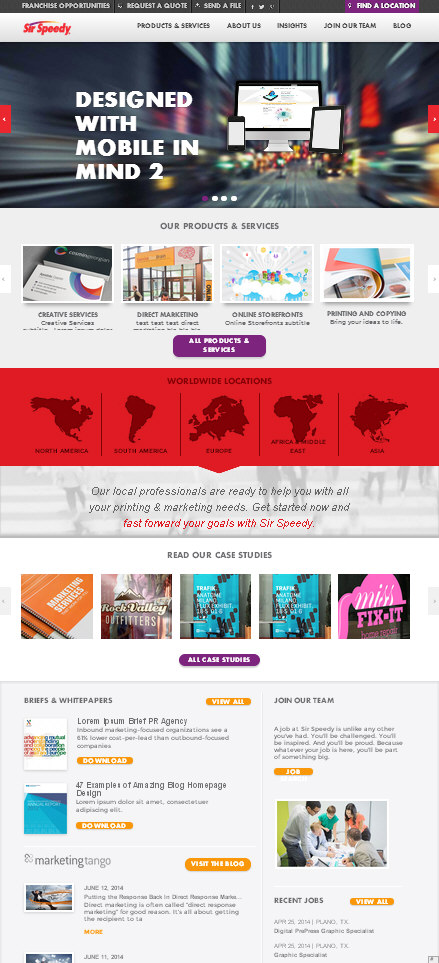 FRANCHISE OPPORTUNITIES
REQUEST A QUOTE
SEND A FILE
FIND A LOCATION
Sir Speedy
PRODUCTS & SERVICES
ABOUT US
INSIGHTS
JOIN OUR TEAM
BLOG
DESIGNED
WITH
MOBILE IN
MIND 2
OUR PRODUCTS & SERVICES
CREATIVE SERVICES
Creative Services
DIRECT MARKETING
test test test direct
ONLINE STOREFRONTS
Online Storefronts subtitle
PRINTING AND COPYING
Bring your ideas to life.
ALL PRODUCTS &
SERVICES
WORLDWIDE LOCATIONS
NORTH AMERICA
SOUTH AMERICA
EUROPE
AFRICA & MIDDLE
EAST
ASIA
Our local professionals are ready to help you with all
your printing & marketing needs. Get started now and
fast forward your goals with Sir Speedy.
READ OUR CASE STUDIES
MARKETING
SERVICES
Rock Valley
OUTFITTERS
TRAFIK
ANATOME
MILANO
FLUX EXHIBIT
TRAFIK
ANATOME
MILANO
FLUX EXHIBIT
miss
FIX-IT
home repair
ALL CASE STUDIES
BRIEFS & WHITEPAPERS
VIEW ALL
Lorem Ipsum Brief PR Agency
Inbound marketing-focused organizations see a
61% lower cost-per-lead than outbound-focused
companies
DOWNLOAD
47 Examples of Amazing Blog Homepage
Design
Lorem ipsum dolor sit amet, consectetuer
adipiscing elit.
DOWNLOAD
marketingtango
VISIT THE BLOG
JUNE 12, 2014
Putting the Response Back In Direct Response Marke...
Direct marketing is often called "direct response
marketing" for good reason. It's all about getting
the recipient to ta
MORE
JUNE 11, 2014
JOIN OUR TEAM
A job at Sir Speedy is unlike any other
you've had. You'll be challenged. You'll
be inspired. And you'll be proud. Because
whatever your job is here, you'll be part
of something big.
JOB
RECENT JOBS
VIEW ALL
APR 25, 2014 | PLANO, TX
Digital PrePress Graphic Specialist
APR 25, 2014 | PLANO, TX
Graphic Specialist